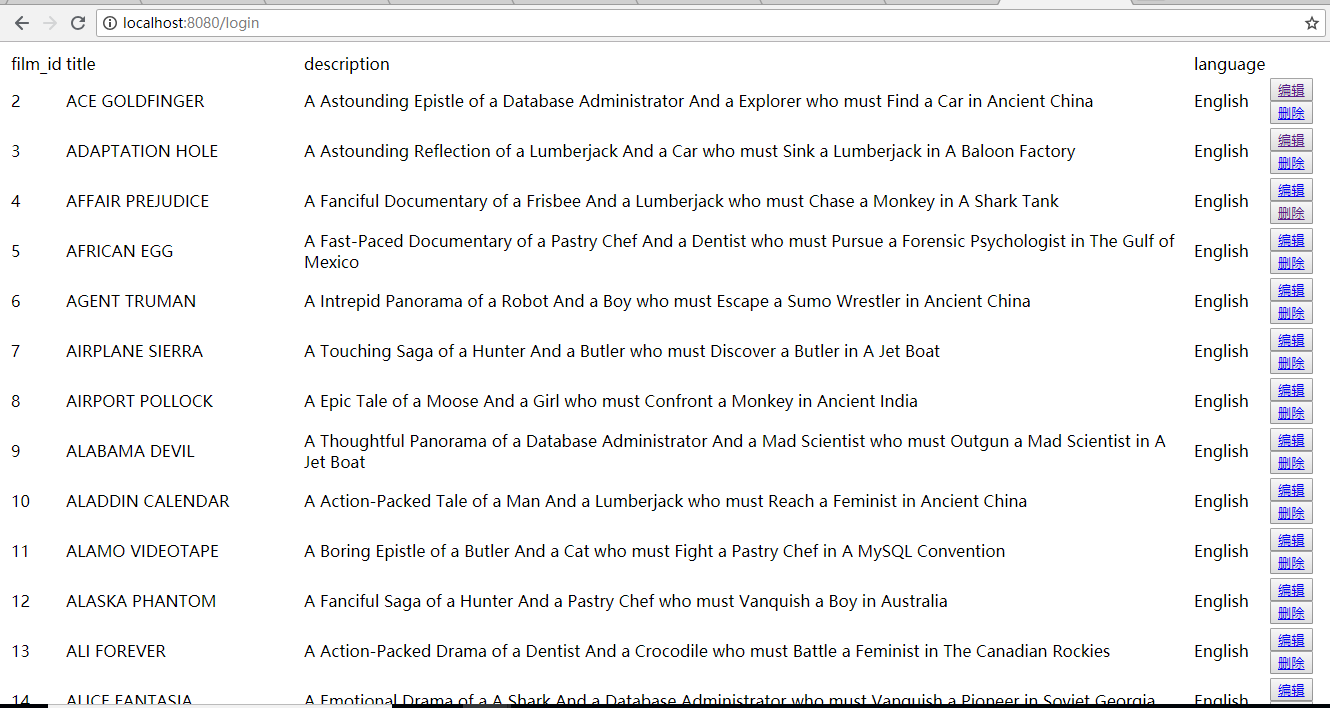 localhost:8080/login
film_id title description language
2 ACE GOLDFINGER A Astounding Epistle of a Database Administrator And a Explorer who must Find a Car in Ancient China English 编辑
删除
3 ADAPTATION HOLE A Astounding Reflection of a Lumberjack And a Car who must Sink a Lumberjack in A Baloon Factory English 编辑
删除
4 AFFAIR PREJUDICE A Fanciful Documentary of a Frisbee And a Lumberjack who must Chase a Monkey in A Shark Tank English 编辑
删除
5 AFRICAN EGG A Fast-Paced Documentary of a Pastry Chef And a Dentist who must Pursue a Forensic Psychologist in The Gulf of
Mexico English 编辑
删除
6 AGENT TRUMAN A Intrepid Panorama of a Robot And a Boy who must Escape a Sumo Wrestler in Ancient China English 编辑
删除
7 AIRPLANE SIERRA A Touching Saga of a Hunter And a Butler who must Discover a Butler in A Jet Boat English 编辑
删除
8 AIRPORT POLLOCK A Epic Tale of a Moose And a Girl who must Confront a Monkey in Ancient India English 编辑
删除
9 ALABAMA DEVIL A Thoughtful Panorama of a Database Administrator And a Mad Scientist who must Outgun a Mad Scientist in A
Jet Boat English 编辑
删除
10 ALADDIN CALENDAR A Action-Packed Tale of a Man And a Lumberjack who must Reach a Feminist in Ancient China English 编辑
删除
11 ALAMO VIDEOTAPE A Boring Epistle of a Butler And a Cat who must Fight a Pastry Chef in A MySQL Convention English 编辑
删除
12 ALASKA PHANTOM A Fanciful Saga of a Hunter And a Pastry Chef who must Vanquish a Boy in Australia English 编辑
删除
13 ALI FOREVER A Action-Packed Drama of a Dentist And a Crocodile who must Battle a Feminist in The Canadian Rockies English 编辑
删除
14 ALICE FANTASIA A Emotional Drama of a A Shark And a Database Administrator who must Vanquish a Pioneer in Soviet Georgia English 编辑